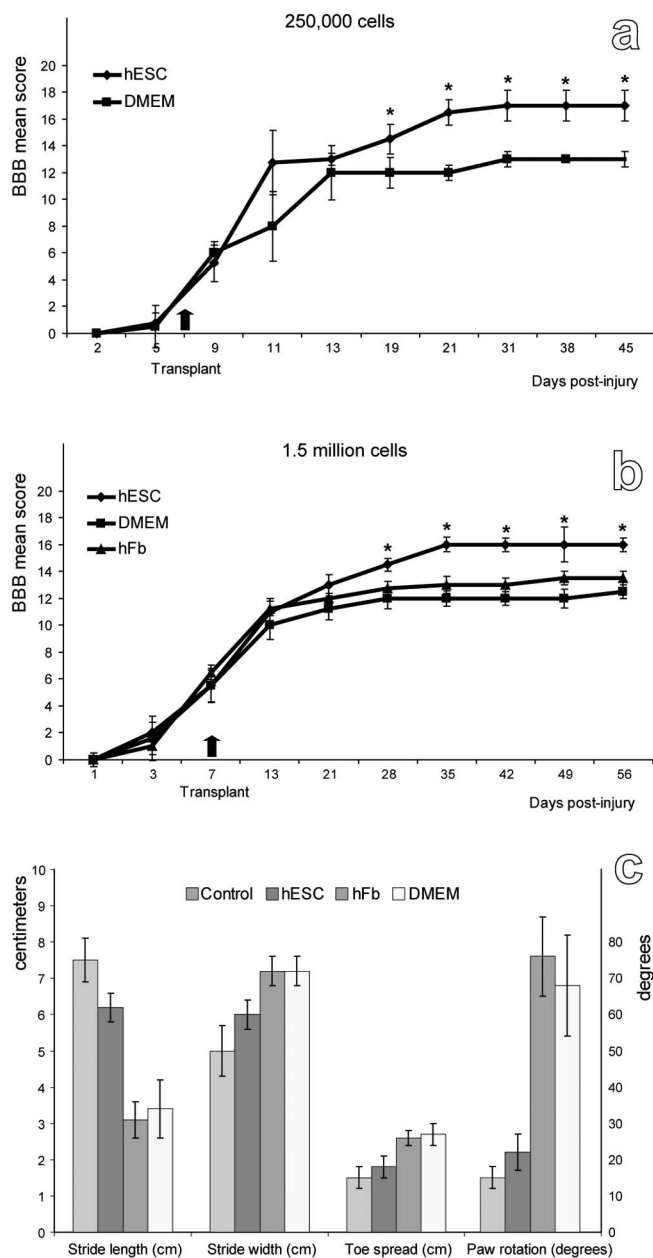 250,000 cells
a
hESC
DMEM
BBB mean score
20
18
16
14
12
10
8
6
4
2
0
* * * * *
2 5 9 11 13 19 21 31 38 45
Transplant
Days post-injury
1.5 million cells
b
hESC
DMEM
hFb
BBB mean score
20
18
16
14
12
10
8
6
4
2
0
* * * * *
1 3 7 13 21 28 35 42 49 56
Transplant
Days post-injury
c
Control hESC hFb DMEM
centimeters
10
9
8
7
6
5
4
3
2
1
0
degrees
80
70
60
50
40
30
20
10
0
Stride length (cm) Stride width (cm) Toe spread (cm) Paw rotation (degrees)